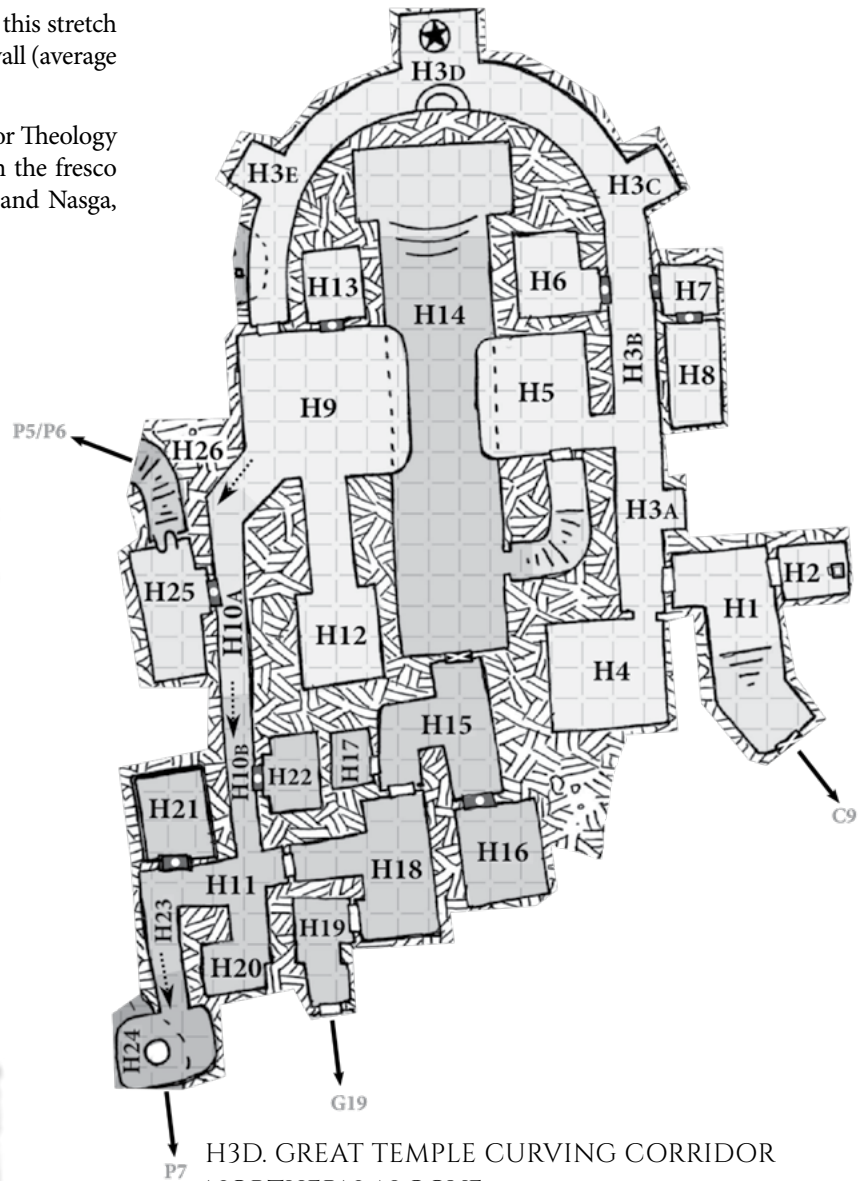 this stretch
wall (average
or Theology
n the fresco
and Nasga,
H3D
H3E
H3C
H13
H6
H7
H14
H3B
H8
H9
H5
P5/P6
H26
H3A
H25
H10A
H1
H2
H12
H4
H15
H10B
H22
H17
C9
H21
H16
H18
H11
H23
H19
H20
H24
G19
P7
H3D. GREAT TEMPLE CURVING CORRIDOR